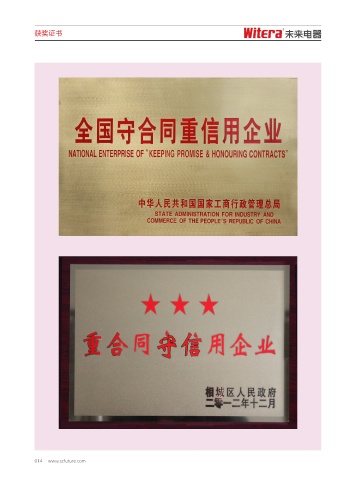 获奖证书
Witera 未来电器
全国守合同重信用企业
NATIONAL ENTERPRISE OF "KEEPING PROMISE & HONOURING CONTRACTS"
中华人民共和国国家工商行政管理总局
STATE ADMINISTRATION FOR INDUSTRY AND
COMMERCE OF THE PEOPLE'S REPUBLIC OF CHINA
★★★
重合同守信用企业
相城区人民政府
二零一二年十二月
014 www.szfuture.com